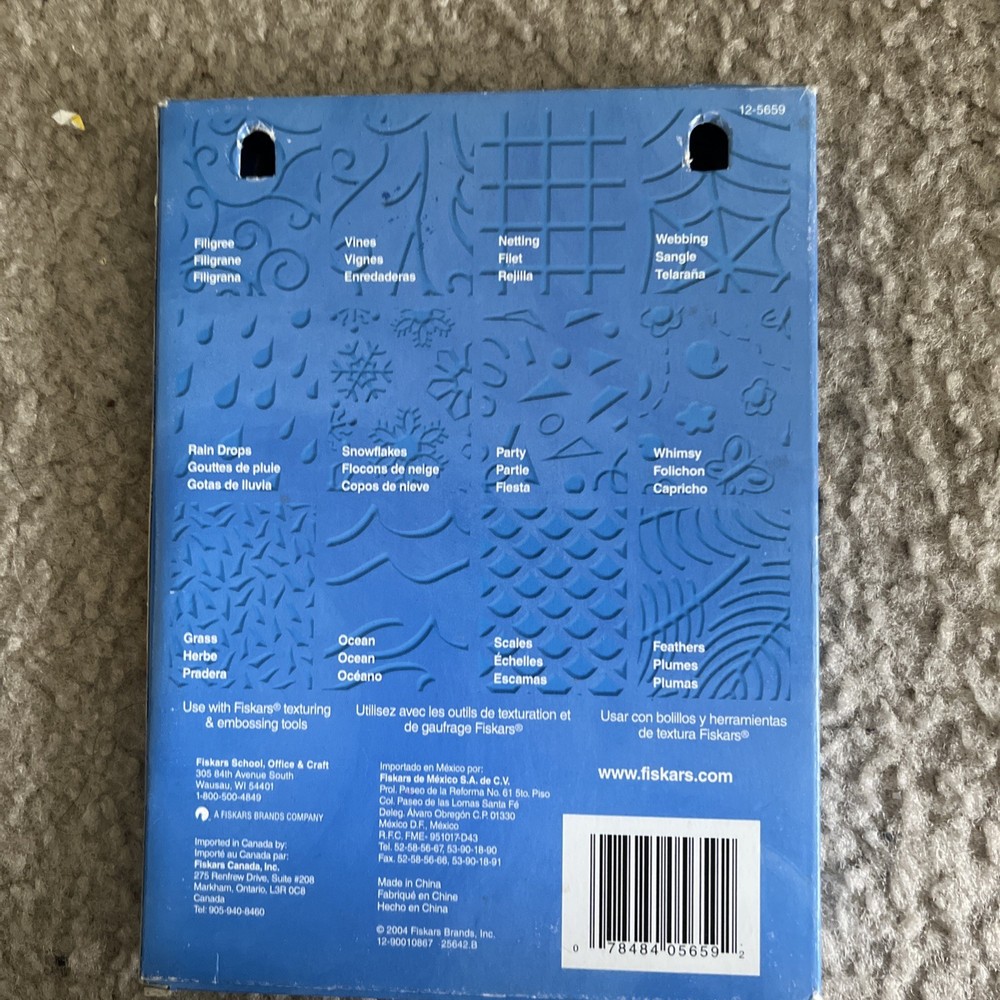 12-5659
Filigree
Filigrane
Filigrana
Vines
Vignes
Enredaderas
Netting
Filet
Rejilla
Webbing
Sangle
Telaraña
Rain Drops
Gouttes de pluie
Gotas de lluvia
Snowflakes
Flocons de neige
Copos de nieve
Party
Partie
Fiesta
Whimsy
Folichon
Capricho
Grass
Herbe
Pradera
Ocean
Ocean
Océano
Scales
Échelles
Escamas
Feathers
Plumes
Plumas
Use with Fiskars® texturing
& embossing tools
Utilisez avec les outils de texturation et
de gaufrage Fiskars®
Usar con bolillos y herramientas
de textura Fiskars®
Fiskars School, Office & Craft
305 84th Avenue South
Wausau, WI 54401
1-800-500-4849
A FISKARS BRANDS COMPANY
Imported in Canada by:
Importé au Canada par:
Fiskars Canada, Inc.
275 Renfrew Drive, Suite #208
Markham, Ontario, L3R 0C8
Canada
Tel: 905-940-8460
Importado en México por:
Fiskars de México S.A. de C.V.
Prol. Paseo de la Reforma No. 61 5to. Piso
Col. Paseo de las Lomas Santa Fé
Deleg. Álvaro Obregón C.P. 01330
México D.F., México
R.F.C. FME- 951017-D43
Tel. 52-58-56-67, 53-90-18-90
Fax. 52-58-56-66, 53-90-18-91
Made in China
Fabriqué en Chine
Hecho en China
© 2004 Fiskars Brands, Inc.
12-90010867 25642.B
www.fiskars.com
0 78484 05659 2